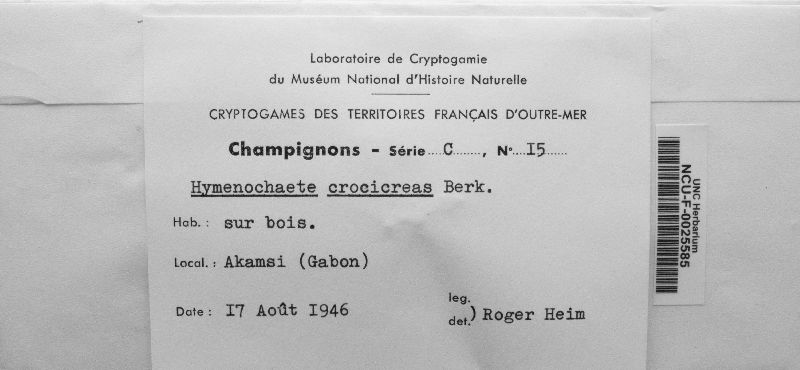 Laboratoire de Cryptogamie
du Muséum National d'Histoire Naturelle
CRYPTOGAMES DES TERRITOIRES FRANÇAIS D'OUTRE-MER
Champignons - Série....C........, N°....I5......
Hymenochaete crocicreas Berk.
Hab. : sur bois.
Local. : Akamsi (Gabon)
Date : I7 Août I946
leg.
det. ) Roger Heim
UNC Herbarium
NCU-F-0025585